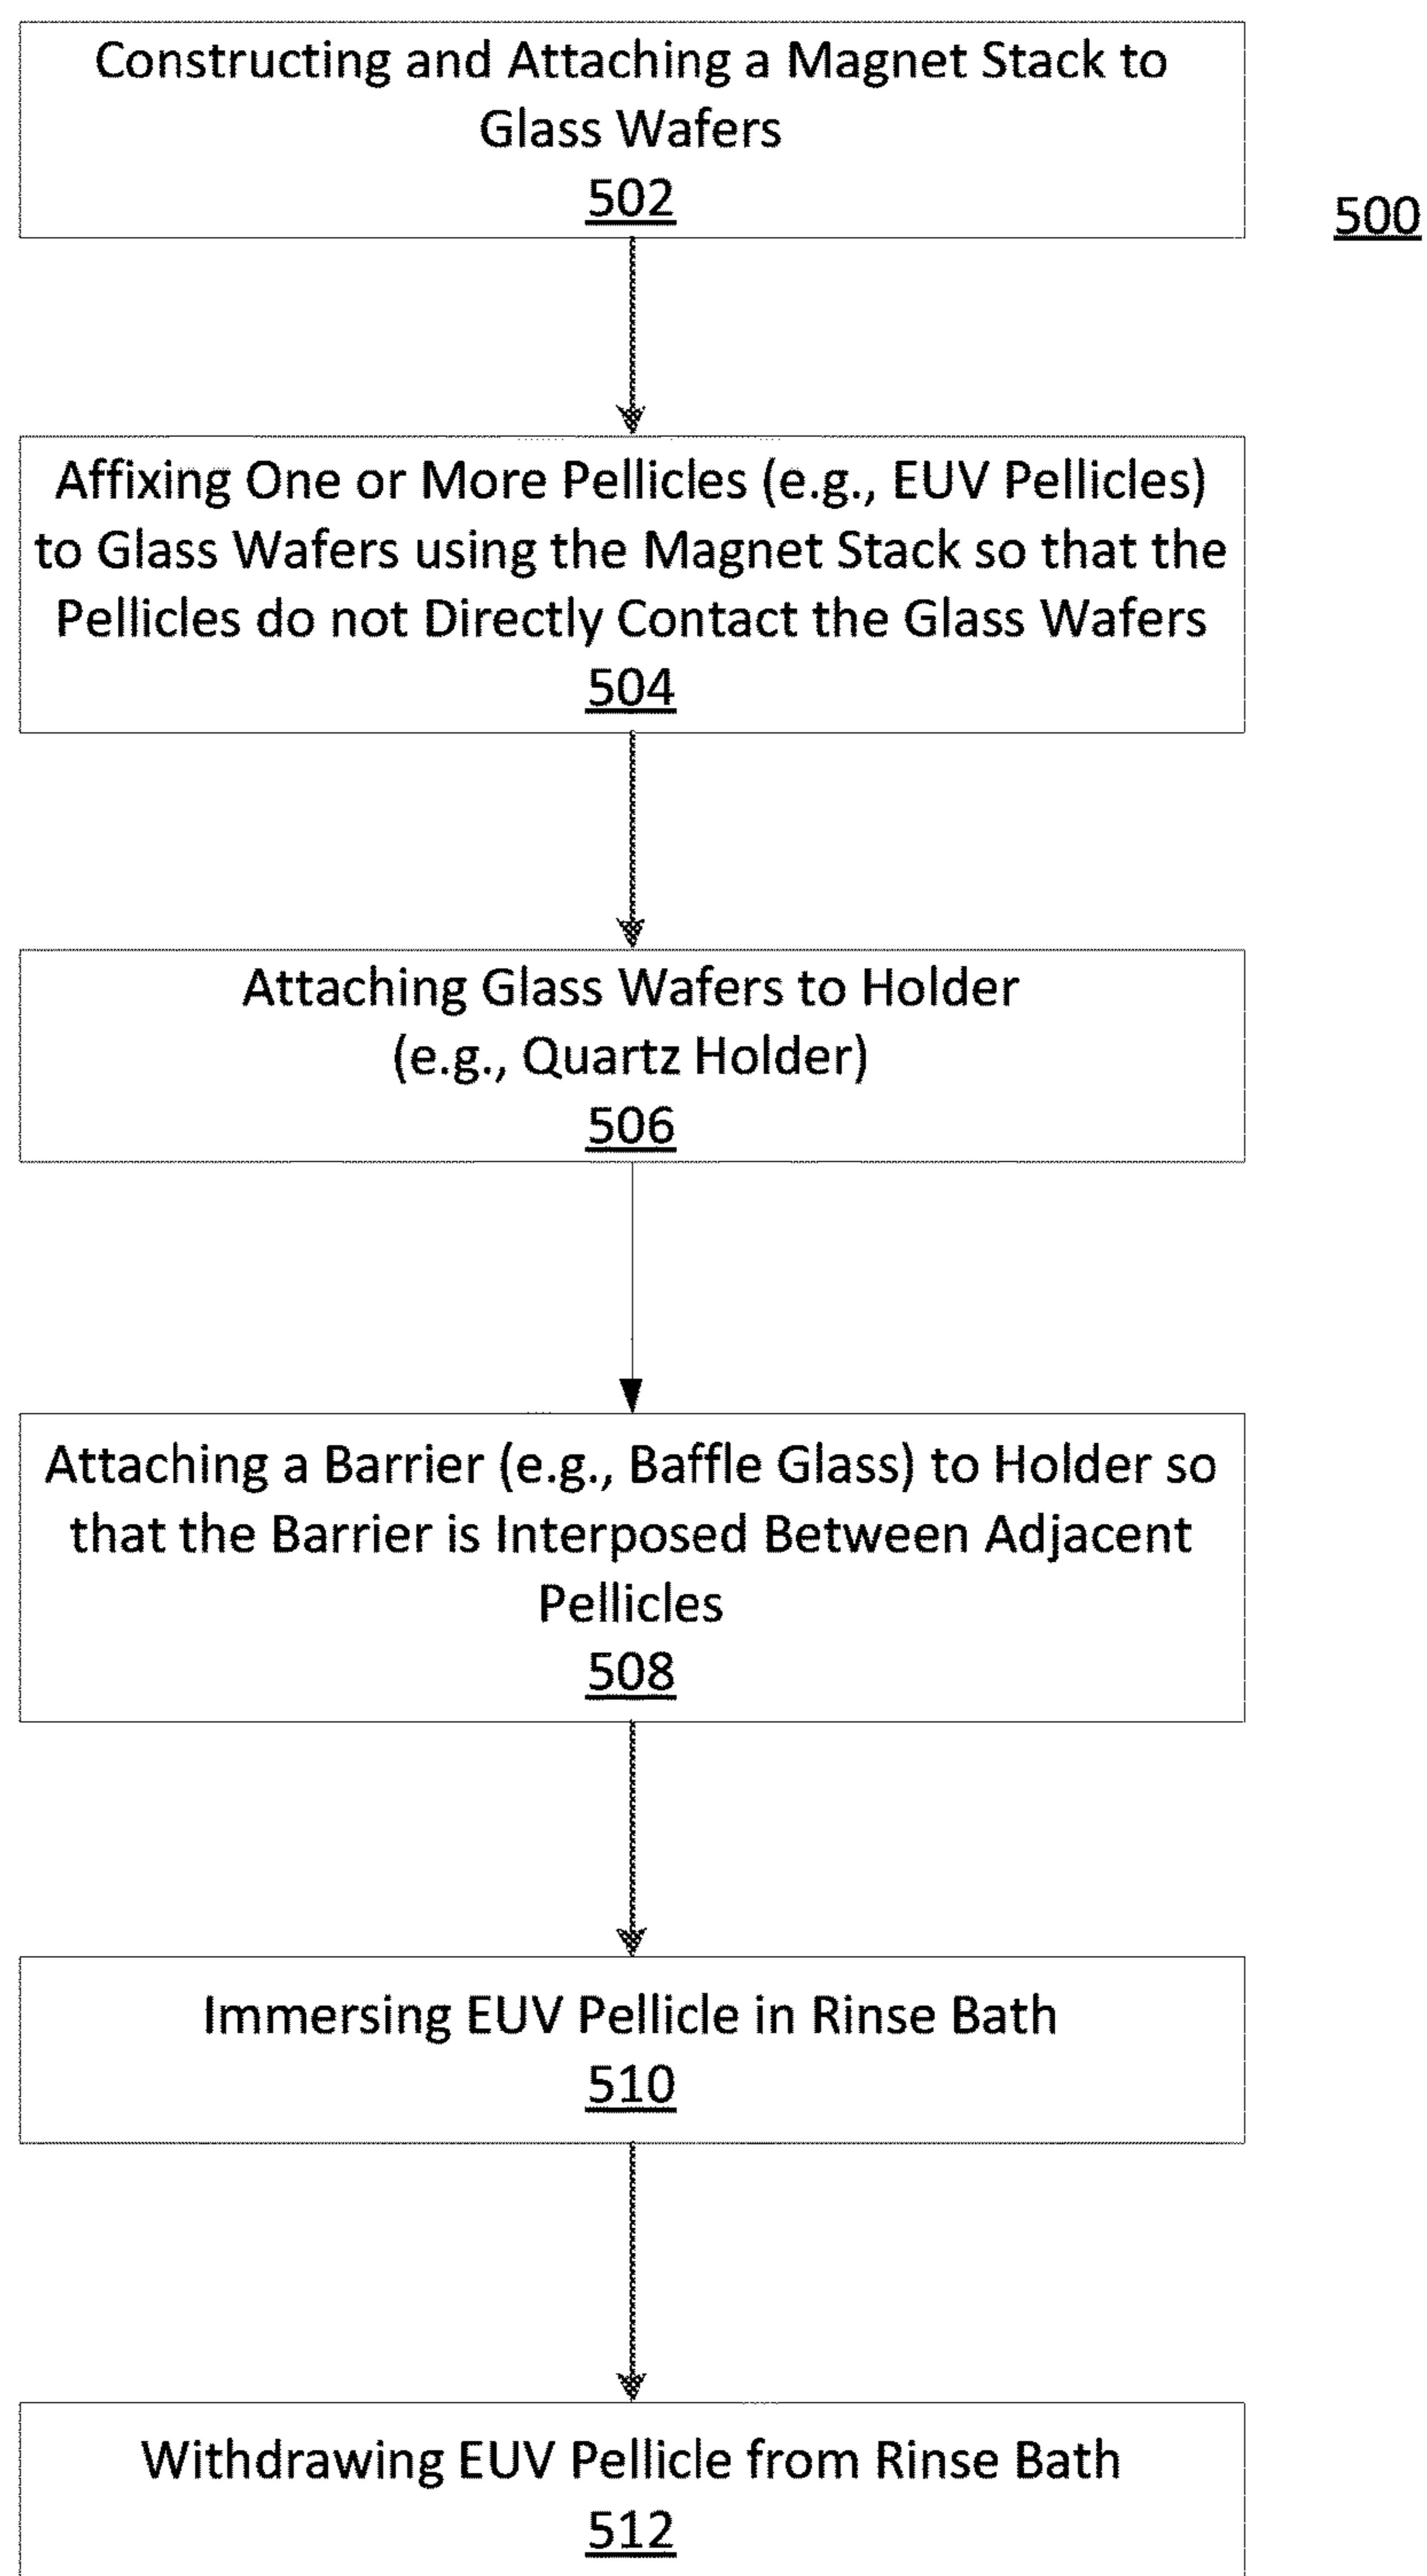 Constructing and Attaching a Magnet Stack to
Glass Wafers
502
500
Affixing One or More Pellicles (e.g., EUV Pellicles)
to Glass Wafers using the Magnet Stack so that the
Pellicles do not Directly Contact the Glass Wafers
504
Attaching Glass Wafers to Holder
(e.g., Quartz Holder)
506
Attaching a Barrier (e.g., Baffle Glass) to Holder so
that the Barrier is Interposed Between Adjacent
Pellicles
508
Immersing EUV Pellicle in Rinse Bath
510
Withdrawing EUV Pellicle from Rinse Bath
512